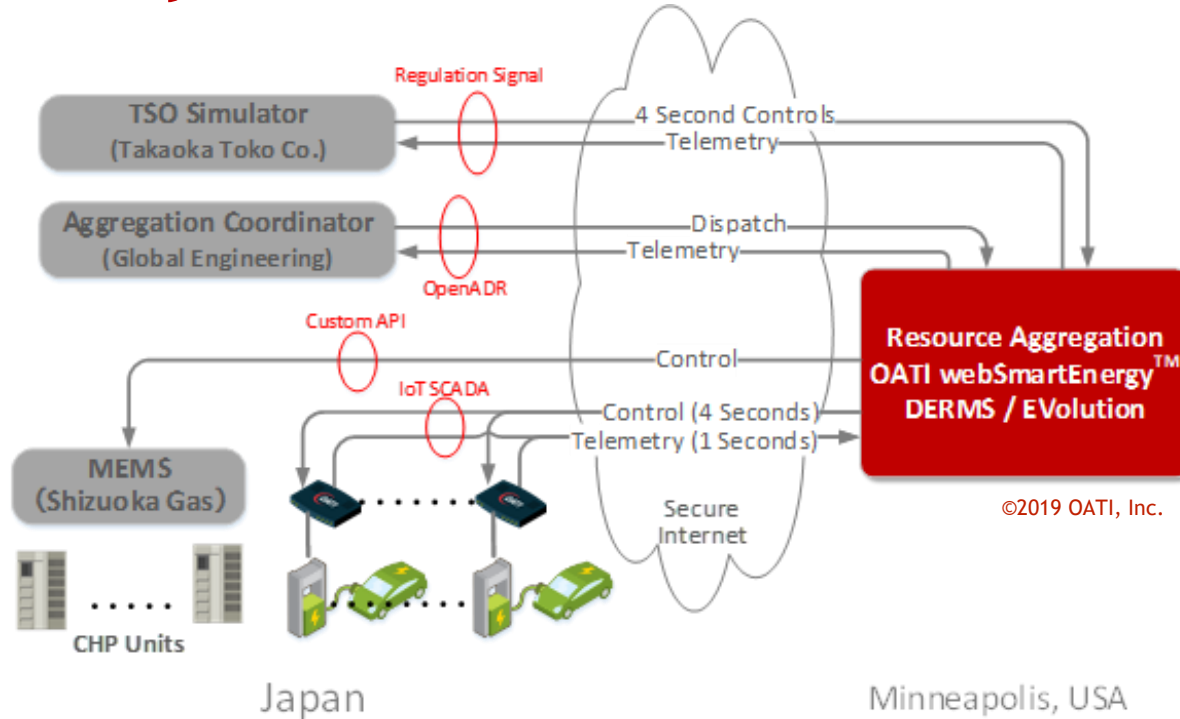 Regulation Signal
TSO Simulator
(Takaoka Toko Co.)
4 Second Controls
Telemetry
Aggregation Coordinator
(Global Engineering)
Dispatch
Telemetry
OpenADR
Custom API
Control
Resource Aggregation
OATI webSmartEnergy™
DERMS / EVolution
IoT SCADA
Control (4 Seconds)
Telemetry (1 Seconds)
MEMS
(Shizuoka Gas)
OATI
OATI
Secure
Internet
©2019 OATI, Inc.
CHP Units
Japan
Minneapolis, USA